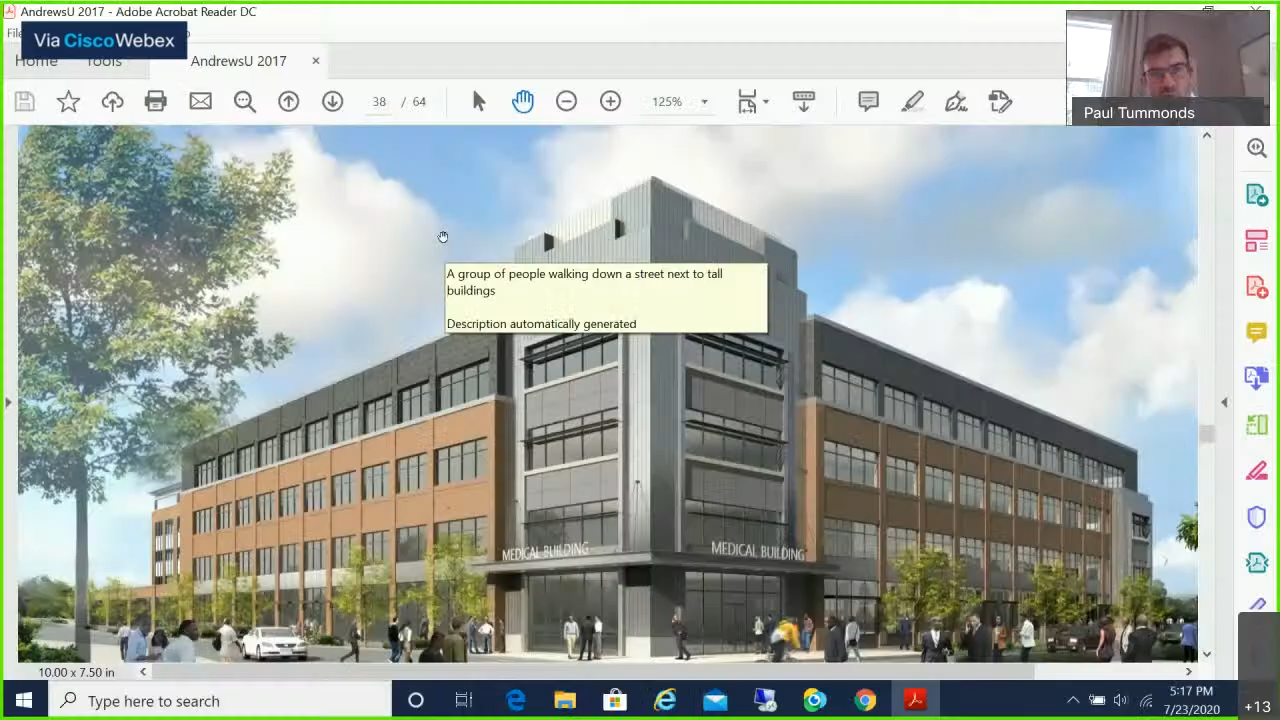 AndrewsU 2017 - Adobe Acrobat Reader DC
Via CiscoWebex
Home
Tools
AndrewsU 2017
38 / 64
125%
Paul Tummonds
A group of people walking down a street next to tall
buildings
Description automatically generated
MEDICAL BUILDING
MEDICAL BUILDING
10.00 x 7.50 in
Type here to search
5:17 PM
7/23/2020
+13